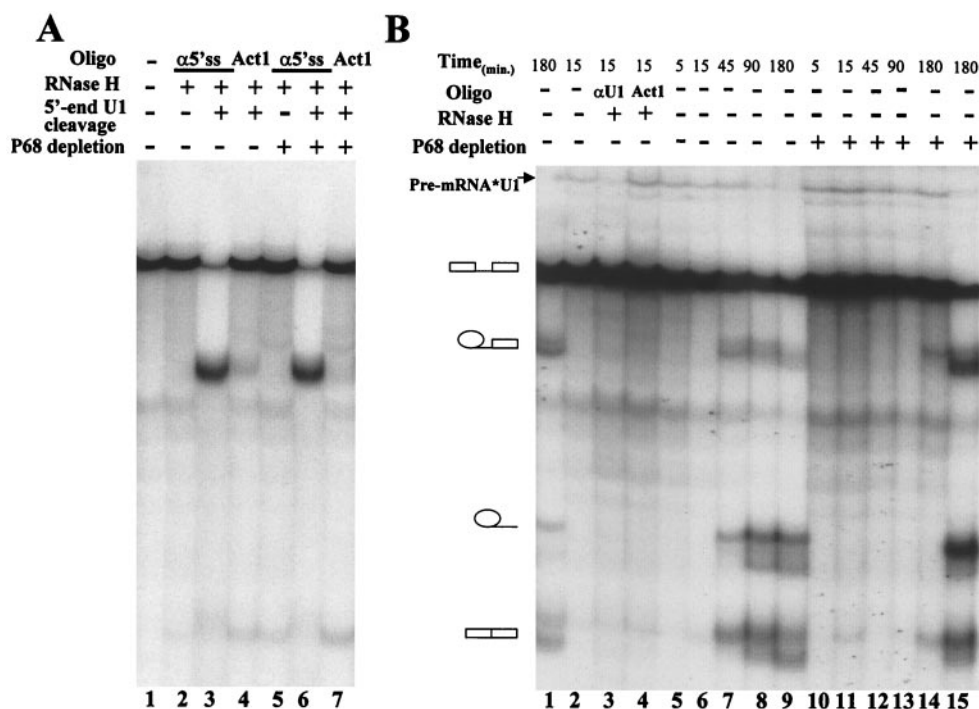 A
Oligo – α5'ss Act1 α5'ss Act1
RNase H – + + + + + +
5'-end U1 – – + + – + +
cleavage
P68 depletion – – – – + + +
1 2 3 4 5 6 7
B
Time(min.) 180 15 15 15 5 15 45 90 180 5 15 45 90 180 180
Oligo – – αU1 Act1 – – – – – – – – – – –
RNase H – – + + – – – – – – – – – – –
P68 depletion – – – – – – – – – + + + + + +
Pre-mRNA*U1
1 2 3 4 5 6 7 8 9 10 11 12 13 14 15